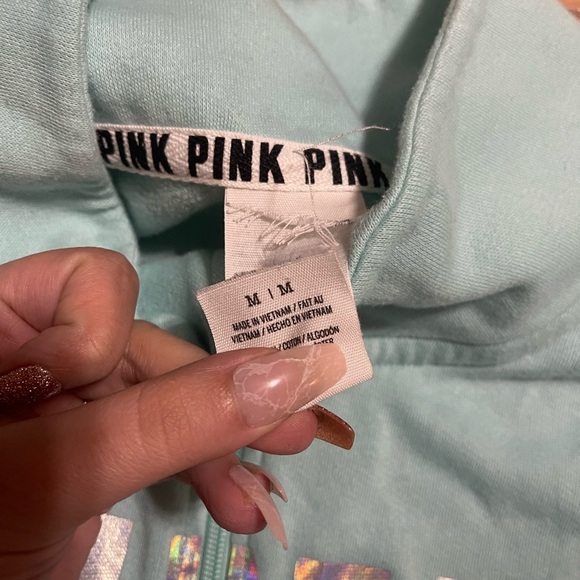 PINK PINK PINK
M | M
MADE IN VIETNAM / FAIT AU
VIETNAM / HECHO EN VIETNAM
/ COTON / ALGODÓN